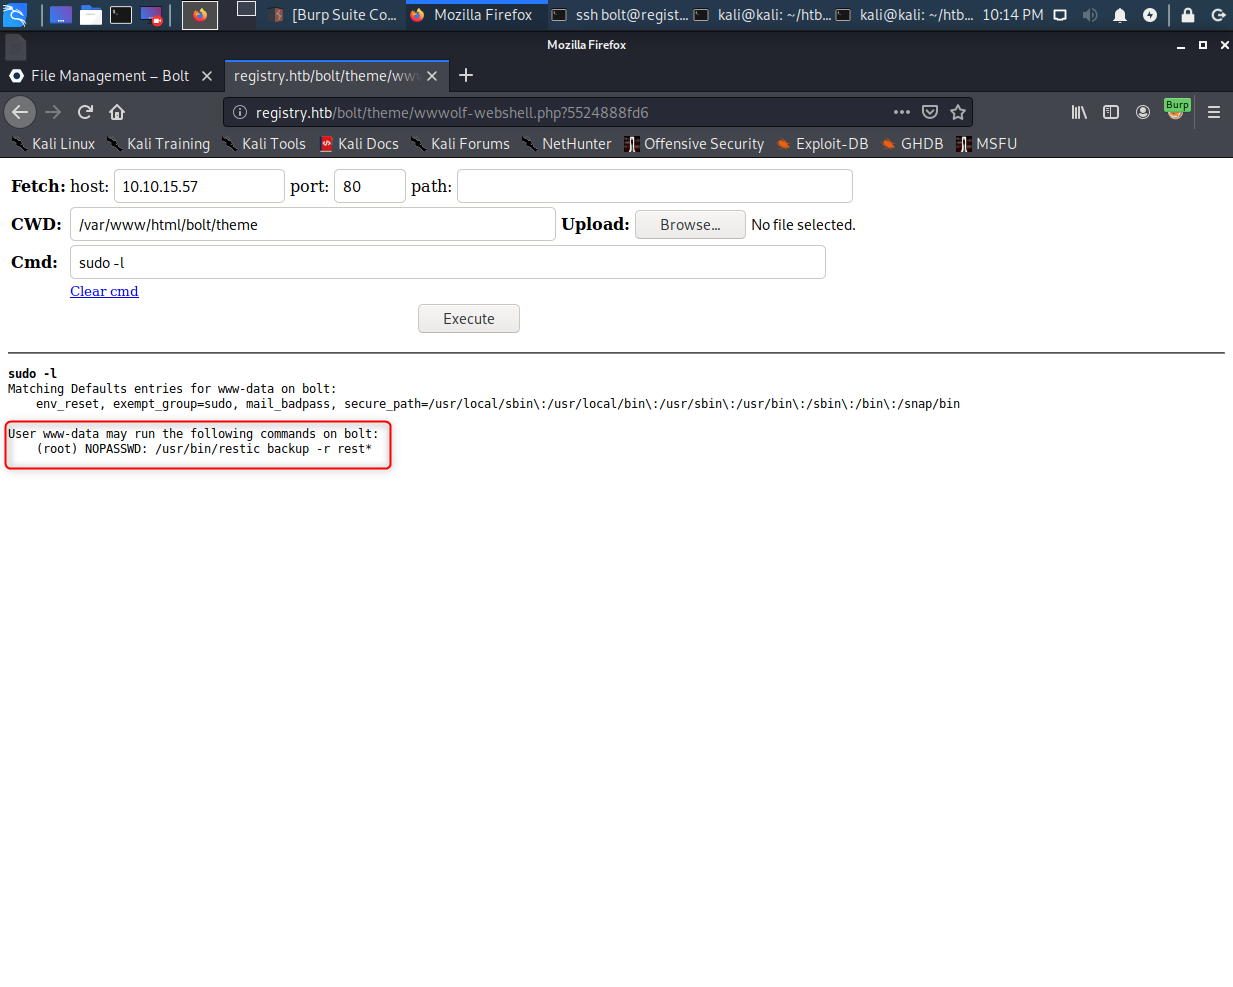 [Burp Suite Co... Mozilla Firefox ssh bolt@regist... kali@kali: ~/htb... kali@kali: ~/htb... 10:14 PM
Mozilla Firefox
File Management – Bolt registry.htb/bolt/theme/www
registry.htb/bolt/theme/wwwolf-webshell.php?5524888fd6 Burp
Kali Linux Kali Training Kali Tools Kali Docs Kali Forums NetHunter Offensive Security Exploit-DB GHDB MSFU
Fetch: host: 10.10.15.57 port: 80 path:
CWD: /var/www/html/bolt/theme Upload: Browse... No file selected.
Cmd: sudo -l
Clear cmd
Execute
sudo -l
Matching Defaults entries for www-data on bolt:
env_reset, exempt_group=sudo, mail_badpass, secure_path=/usr/local/sbin\:/usr/local/bin\:/usr/sbin\:/usr/bin\:/sbin\:/bin\:/snap/bin
User www-data may run the following commands on bolt:
(root) NOPASSWD: /usr/bin/restic backup -r rest*